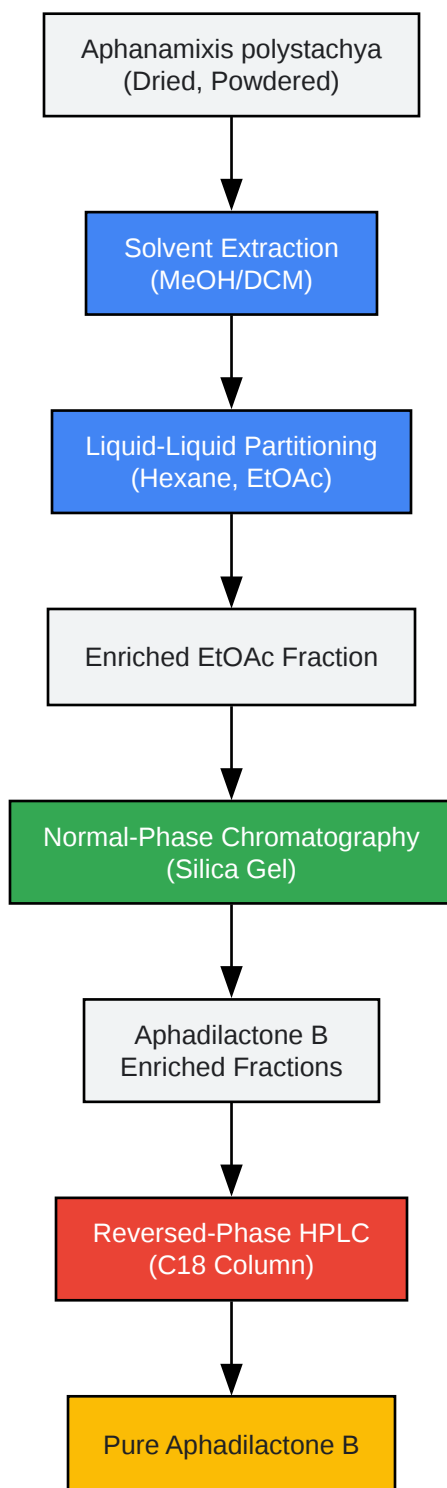 Aphanamixis polystachya
(Dried, Powdered)
Solvent Extraction
(MeOH/DCM)
Liquid-Liquid Partitioning
(Hexane, EtOAc)
Enriched EtOAc Fraction
Normal-Phase Chromatography
(Silica Gel)
Aphadilactone B
Enriched Fractions
Reversed-Phase HPLC
(C18 Column)
Pure Aphadilactone B